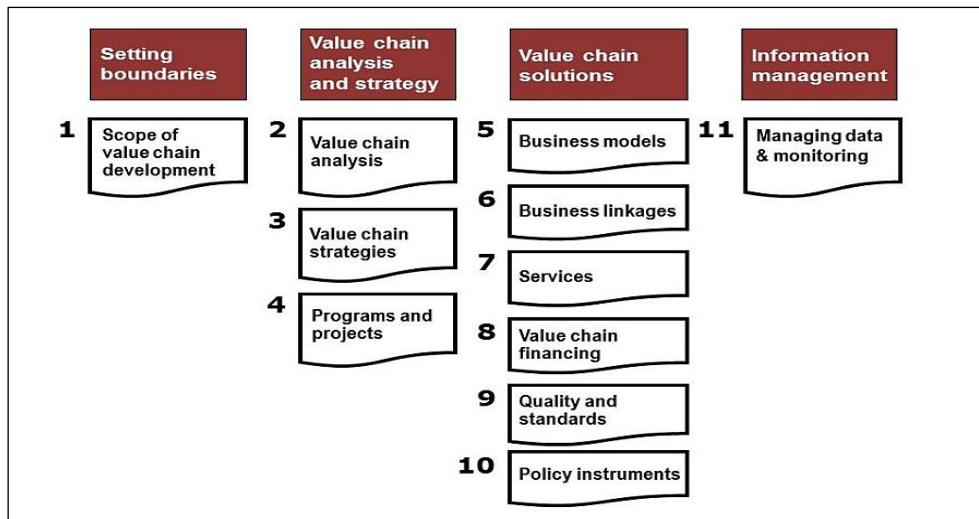 Setting
boundaries
1
Scope of
value chain
development
Value chain
analysis
and strategy
2
Value chain
analysis
3
Value chain
strategies
4
Programs and
projects
Value chain
solutions
5
Business models
6
Business linkages
7
Services
8
Value chain
financing
9
Quality and
standards
10
Policy instruments
Information
management
11
Managing data
& monitoring